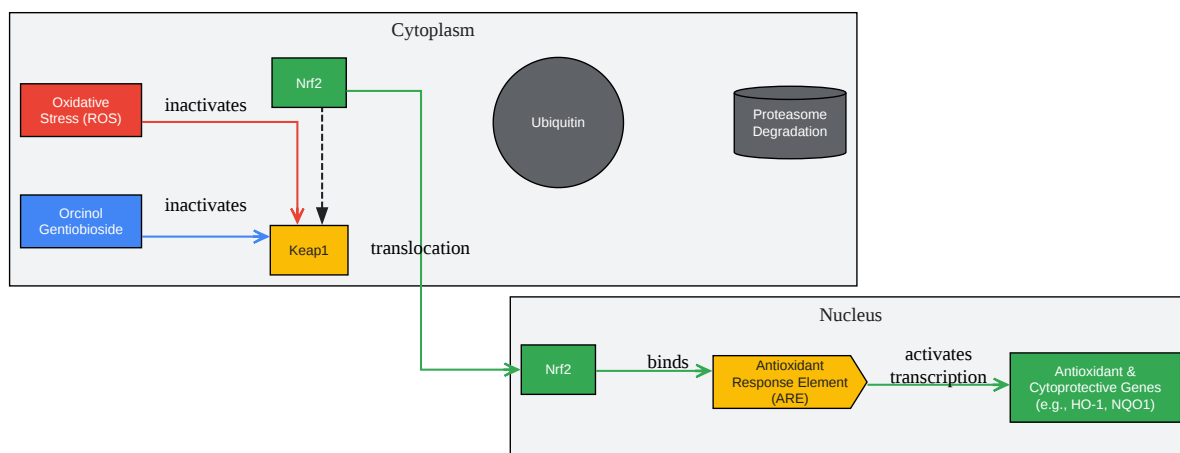 Cytoplasm
Nrf2
Oxidative
Stress (ROS)
inactivates
Ubiquitin
Proteasome
Degradation
Orcinol
Gentiobioside
inactivates
Keap1
translocation
Nucleus
Nrf2
binds
Antioxidant
Response Element
(ARE)
activates
transcription
Antioxidant &
Cytoprotective Genes
(e.g., HO-1, NQO1)